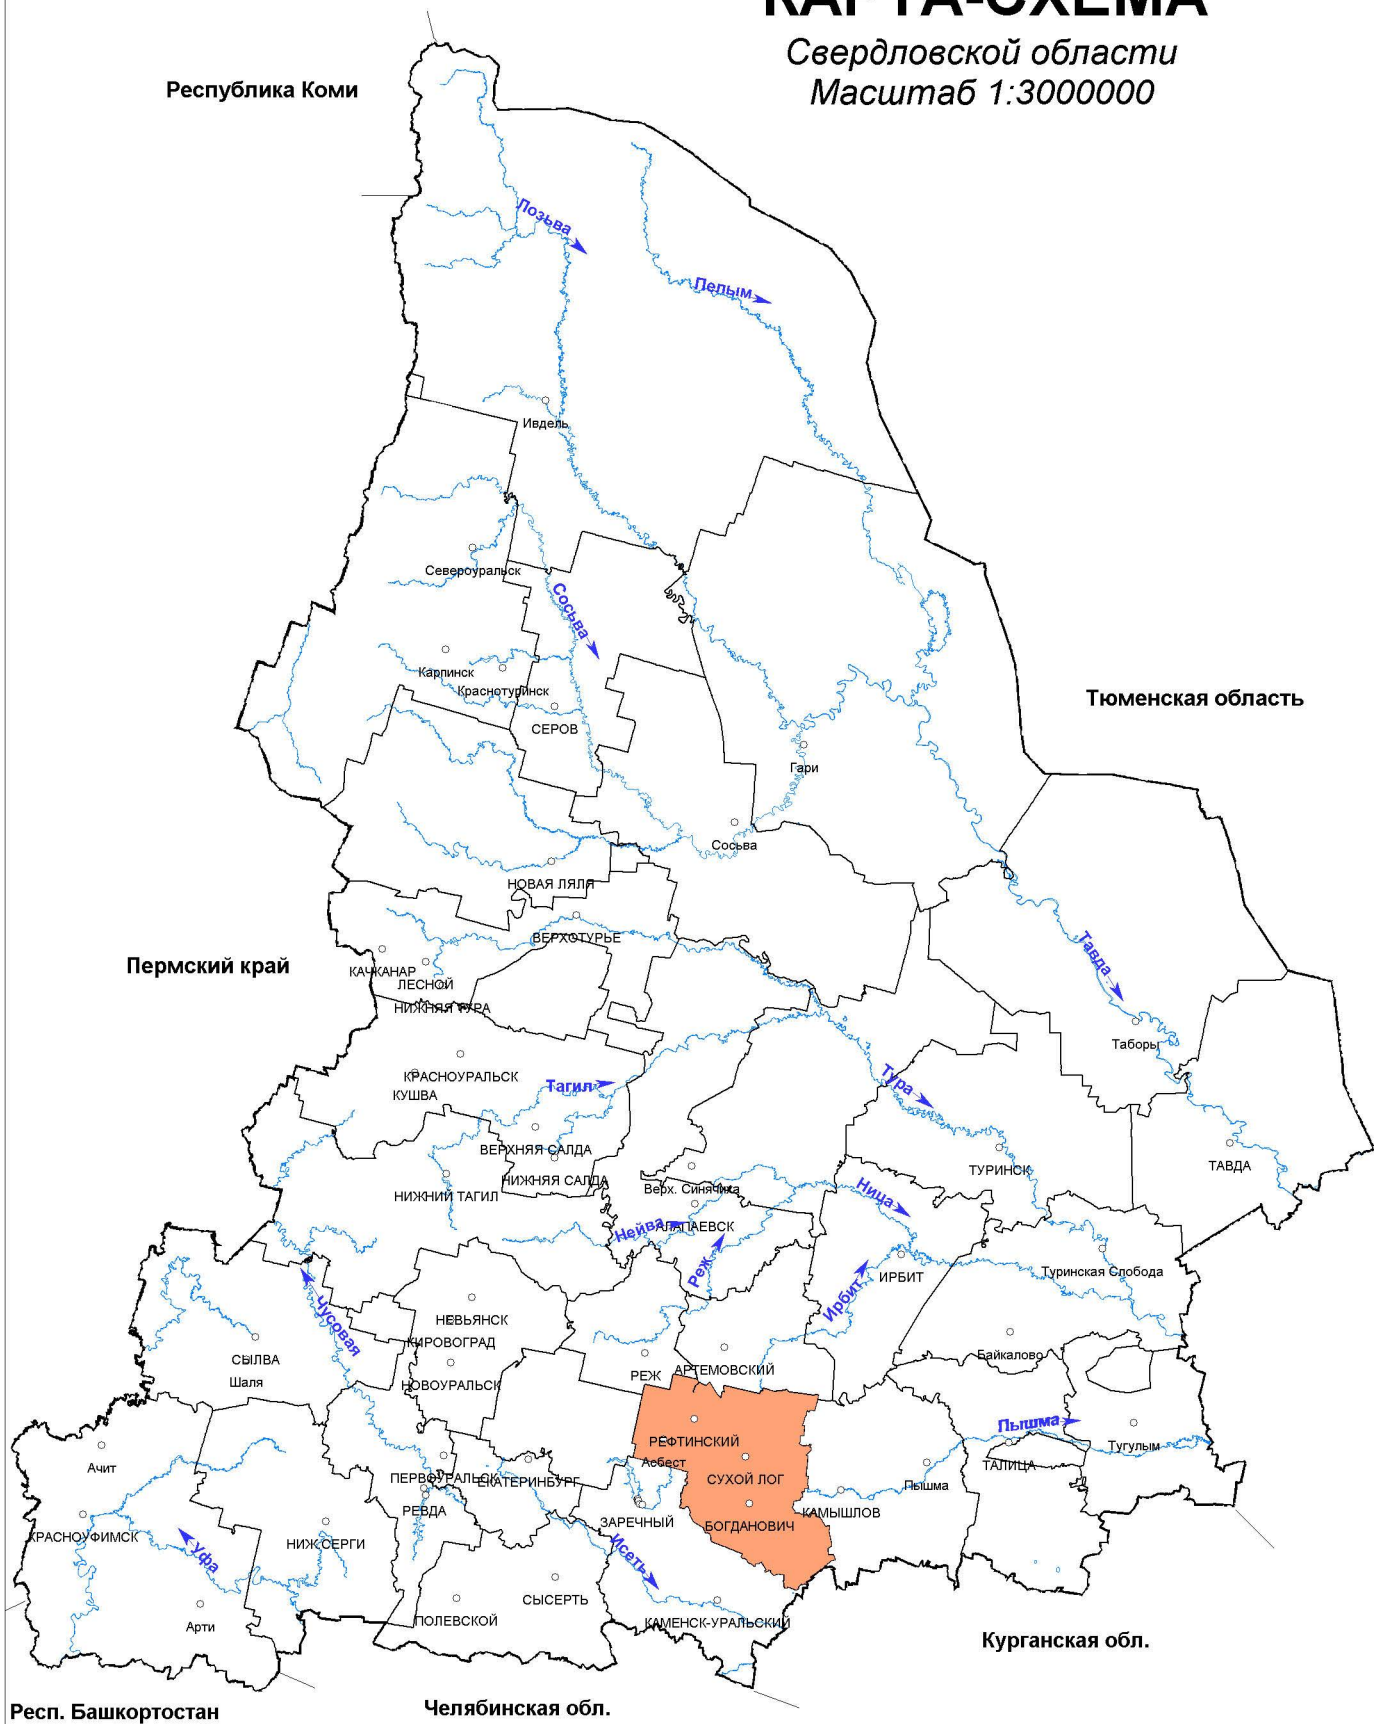 КАРТА-СХЕМА
Свердловской области
Масштаб 1:3000000
Республика Коми
Лозьва
Пелым
Ивдель
Североуральск
Сосьва
Карпинск
Краснотурйнск
СЕРОВ
Тюменская область
Гари
Сосьва
НОВАЯ ЛЯЛЯ
ВЕРХОТУРЬЕ
Пермский край
КАЧКАНАР
ЛЕСНОЙ
НИЖНЯЯ ТУРА
Тавда
Таборы
КРАСНОУРАЛЬСК
КУШВА
Тагил
Тура
ВЕРХНЯЯ САЛДА
НИЖНЯЯ САЛДА
НИЖНИЙ ТАГИЛ
Верх. Синячиха
ТУРИНСК
ТАВДА
Ница
Нейва
АЛАПАЕВСК
Реж
Ирбит
ИРБИТ
Туринская Слобода
Чусовая
НЕВЬЯНСК
КИРОВОГРАД
СЫЛВА
Шаля
НОВОУРАЛЬСК
РЕЖ
АРТЕМОВСКИЙ
Байкалово
Пышма
Тугулым
РЕФТИНСКИЙ
Асбест
СУХОЙ ЛОГ
ТАЛИЦА
Ачит
ПЕРВОУРАЛЬСК
ЕКАТЕРИНБУРГ
Пышма
РЕВДА
ЗАРЕЧНЫЙ
БОГДАНОВИЧ
КАМЫШЛОВ
КРАСНОУФИМСК
Уфа
НИЖ.СЕРГИ
Исеть
СЫСЕРТЬ
Арти
ПОЛЕВСКОЙ
КАМЕНСК-УРАЛЬСКИЙ
Курганская обл.
Респ. Башкортостан
Челябинская обл.